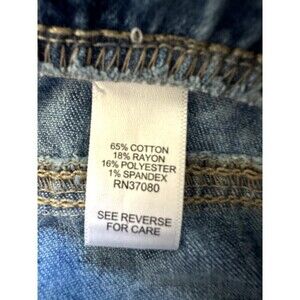 65% COTTON
18% RAYON
16% POLYESTER
1% SPANDEX
RN37080
SEE REVERSE
FOR CARE